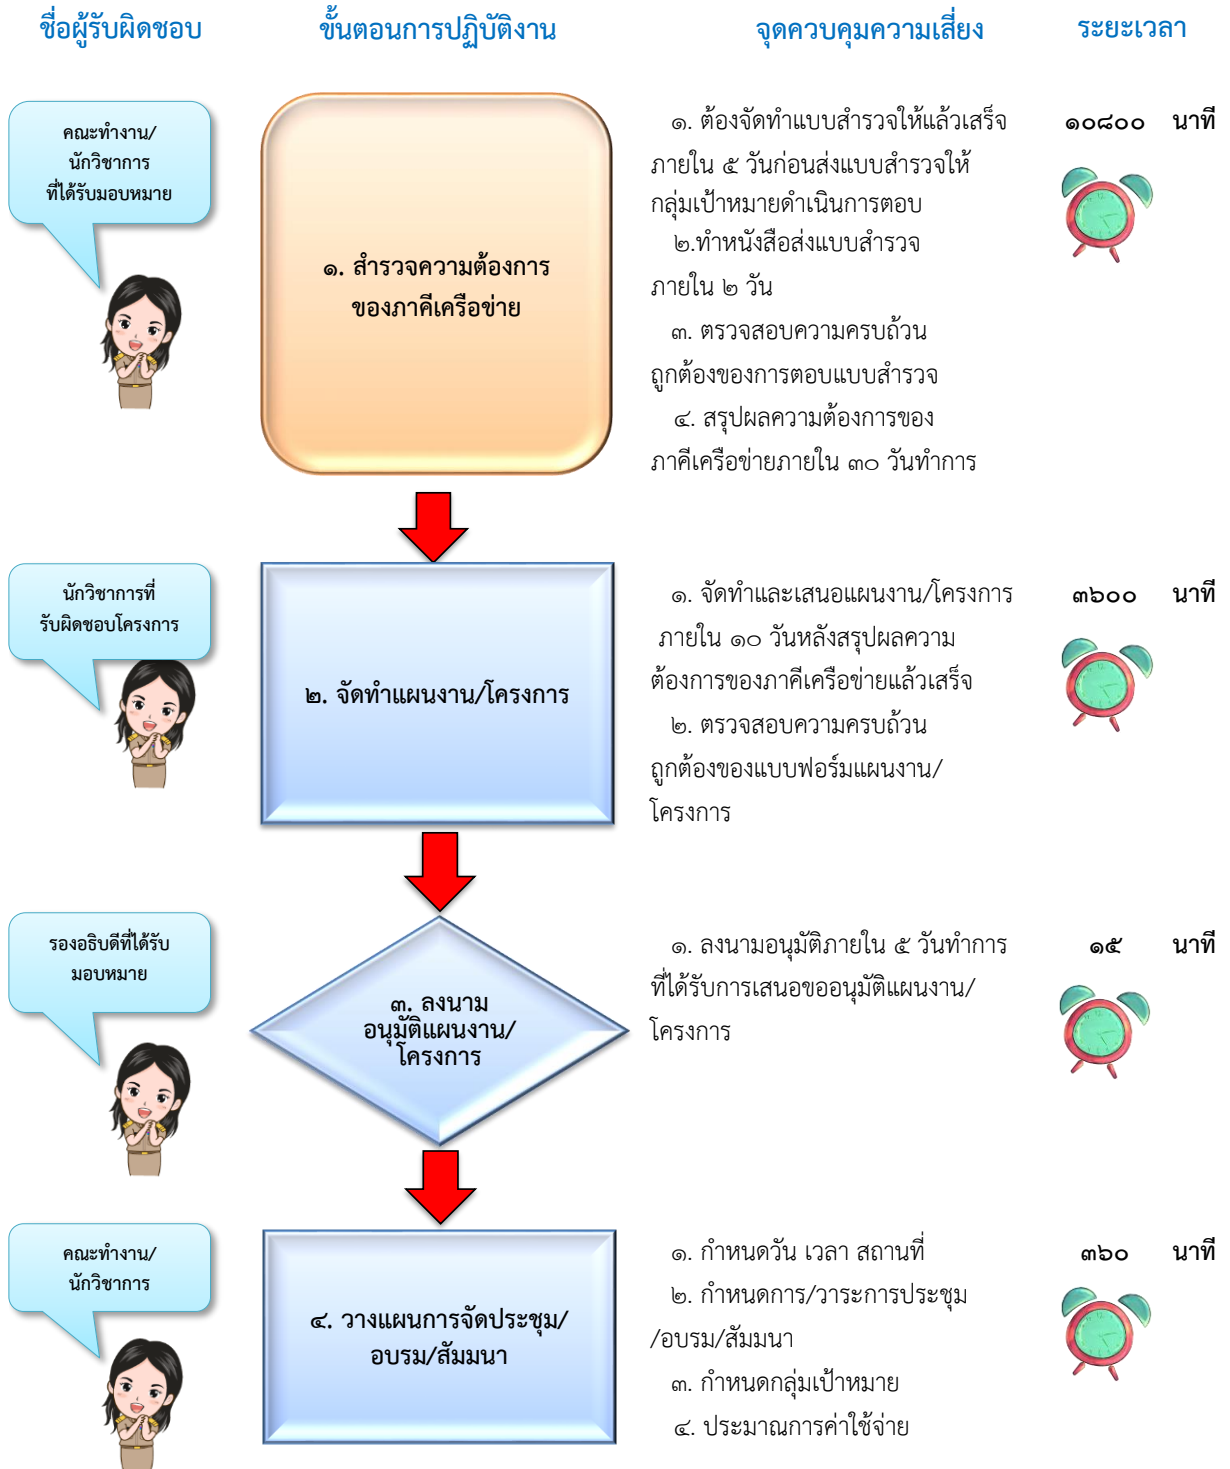 ชื่อผู้รับผิดชอบ ขั้นตอนการปฏิบัติงาน จุดควบคุมความเสี่ยง ระยะเวลา
คณะทำงาน/
นักวิชาการ
ที่ได้รับมอบหมาย
๑. สำรวจความต้องการ
ของภาคีเครือข่าย
๑. ต้องจัดทำแบบสำรวจให้แล้วเสร็จ
ภายใน ๕ วันก่อนส่งแบบสำรวจให้
กลุ่มเป้าหมายดำเนินการตอบ
๒.ทำหนังสือส่งแบบสำรวจ
ภายใน ๒ วัน
๓. ตรวจสอบความครบถ้วน
ถูกต้องของการตอบแบบสำรวจ
๔. สรุปผลความต้องการของ
ภาคีเครือข่ายภายใน ๓๐ วันทำการ
๑๐๘๐๐ นาที
นักวิชาการที่
รับผิดชอบโครงการ
๒. จัดทำแผนงาน/โครงการ
๑. จัดทำและเสนอแผนงาน/โครงการ
ภายใน ๑๐ วันหลังสรุปผลความ
ต้องการของภาคีเครือข่ายแล้วเสร็จ
๒. ตรวจสอบความครบถ้วน
ถูกต้องของแบบฟอร์มแผนงาน/
โครงการ
๓๖๐๐ นาที
รองอธิบดีที่ได้รับ
มอบหมาย
๓. ลงนาม
อนุมัติแผนงาน/
โครงการ
๑. ลงนามอนุมัติภายใน ๕ วันทำการ
ที่ได้รับการเสนอขออนุมัติแผนงาน/
โครงการ
๑๕ นาที
คณะทำงาน/
นักวิชาการ
๔. วางแผนการจัดประชุม/
อบรม/สัมมนา
๑. กำหนดวัน เวลา สถานที่
๒. กำหนดการ/วาระการประชุม
/อบรม/สัมมนา
๓. กำหนดกลุ่มเป้าหมาย
๔. ประมาณการค่าใช้จ่าย
๓๖๐ นาที